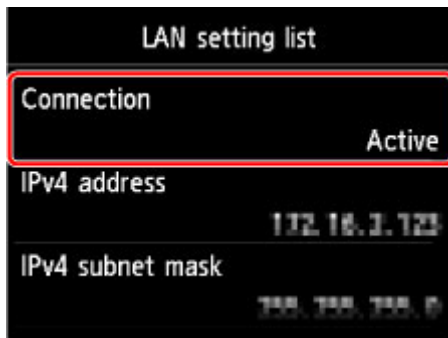 LAN setting list
Connection
Active
IPv4 address
IPv4 subnet mask